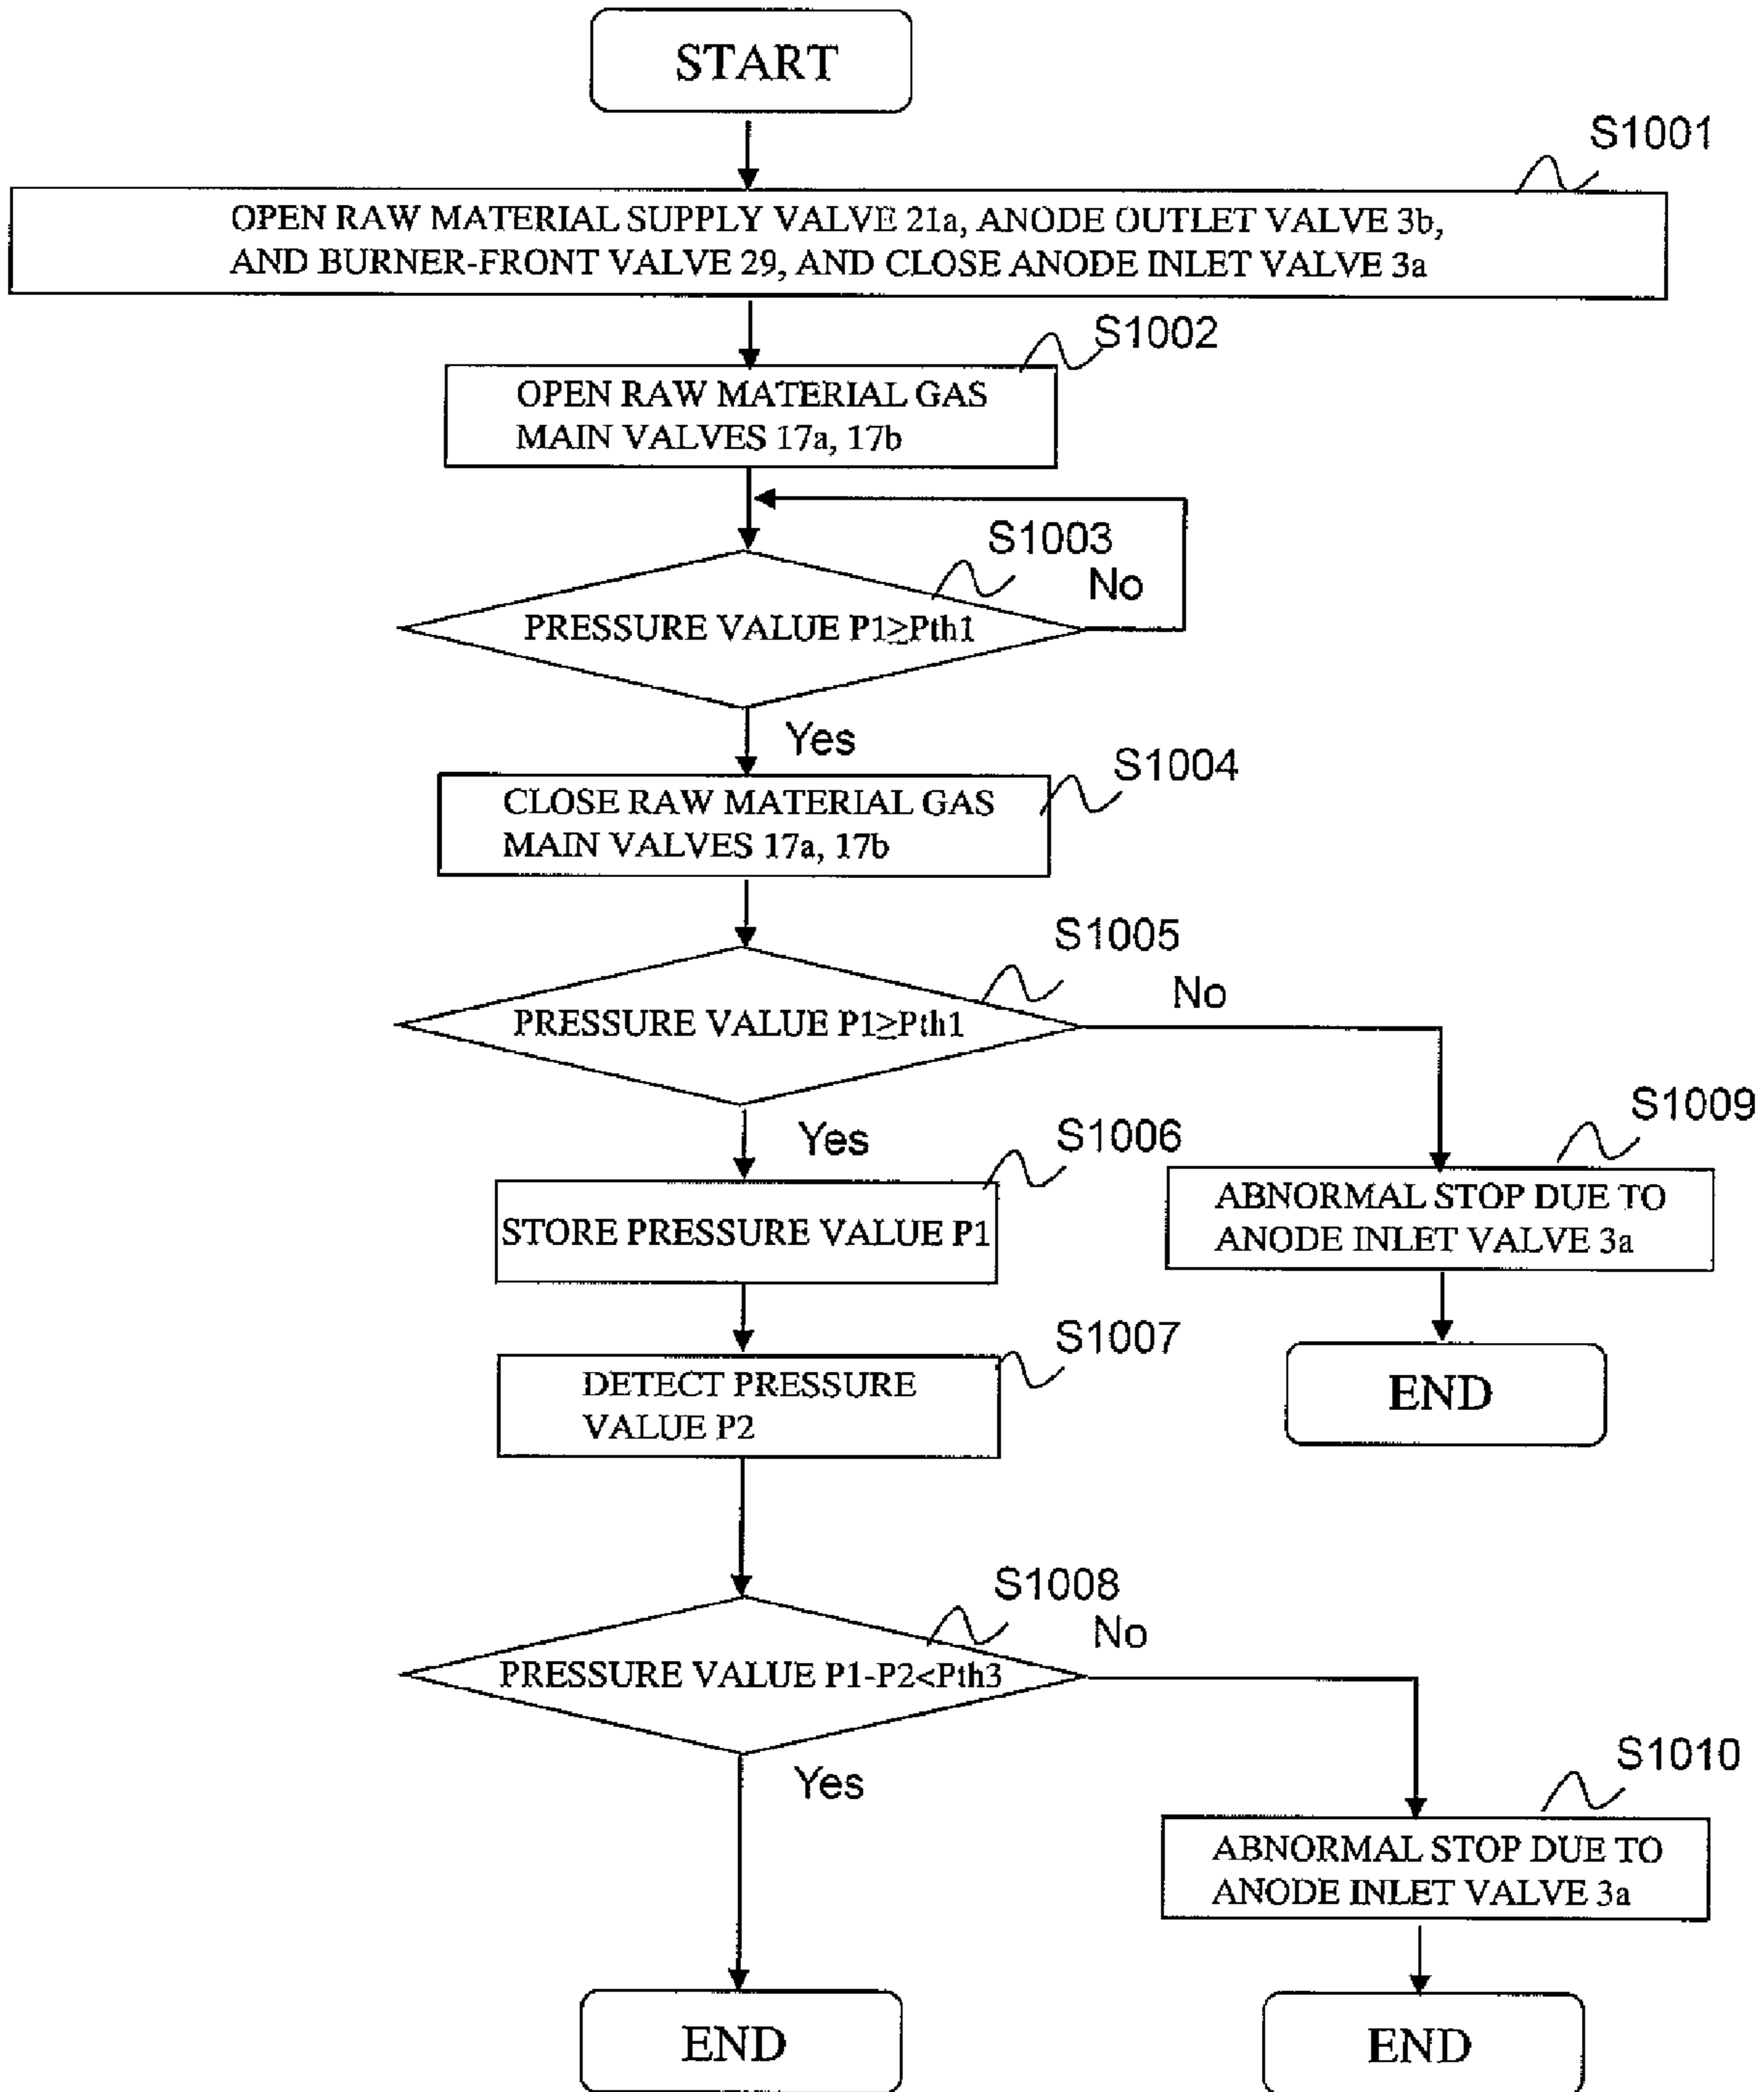 START
S1001
OPEN RAW MATERIAL SUPPLY VALVE 21a, ANODE OUTLET VALVE 3b,
AND BURNER-FRONT VALVE 29, AND CLOSE ANODE INLET VALVE 3a
S1002
OPEN RAW MATERIAL GAS
MAIN VALVES 17a, 17b
S1003
No
PRESSURE VALUE P1≥Pth1
Yes
S1004
CLOSE RAW MATERIAL GAS
MAIN VALVES 17a, 17b
S1005
No
PRESSURE VALUE P1≥Pth1
Yes
S1006
STORE PRESSURE VALUE P1
S1009
ABNORMAL STOP DUE TO
ANODE INLET VALVE 3a
END
S1007
DETECT PRESSURE
VALUE P2
S1008
No
PRESSURE VALUE P1-P2<Pth3
Yes
S1010
ABNORMAL STOP DUE TO
ANODE INLET VALVE 3a
END
END